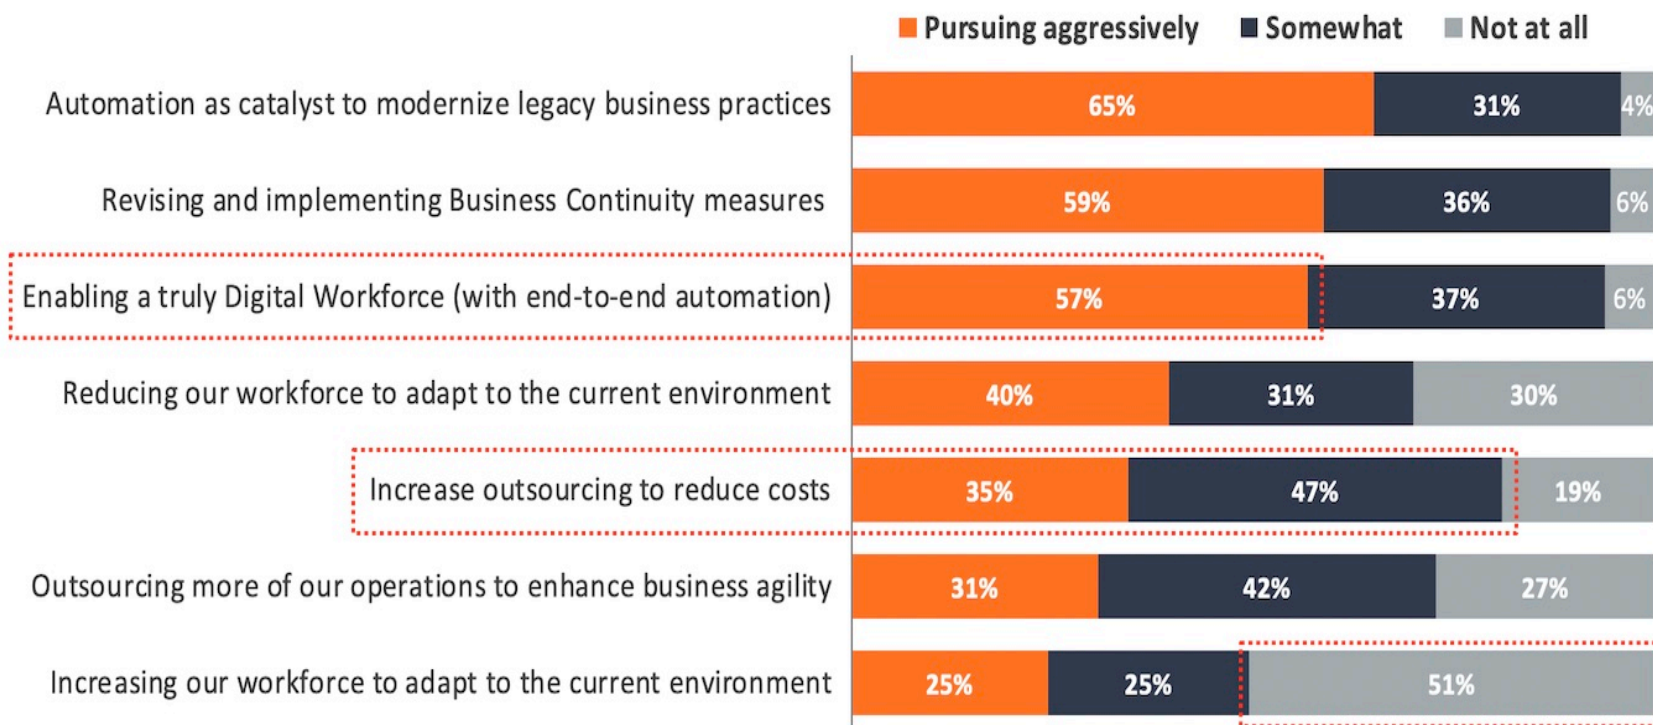 Pursuing aggressively Somewhat Not at all
Automation as catalyst to modernize legacy business practices 65% 31% 4%
Revising and implementing Business Continuity measures 59% 36% 6%
Enabling a truly Digital Workforce (with end-to-end automation) 57% 37% 6%
Reducing our workforce to adapt to the current environment 40% 31% 30%
Increase outsourcing to reduce costs 35% 47% 19%
Outsourcing more of our operations to enhance business agility 31% 42% 27%
Increasing our workforce to adapt to the current environment 25% 25% 51%